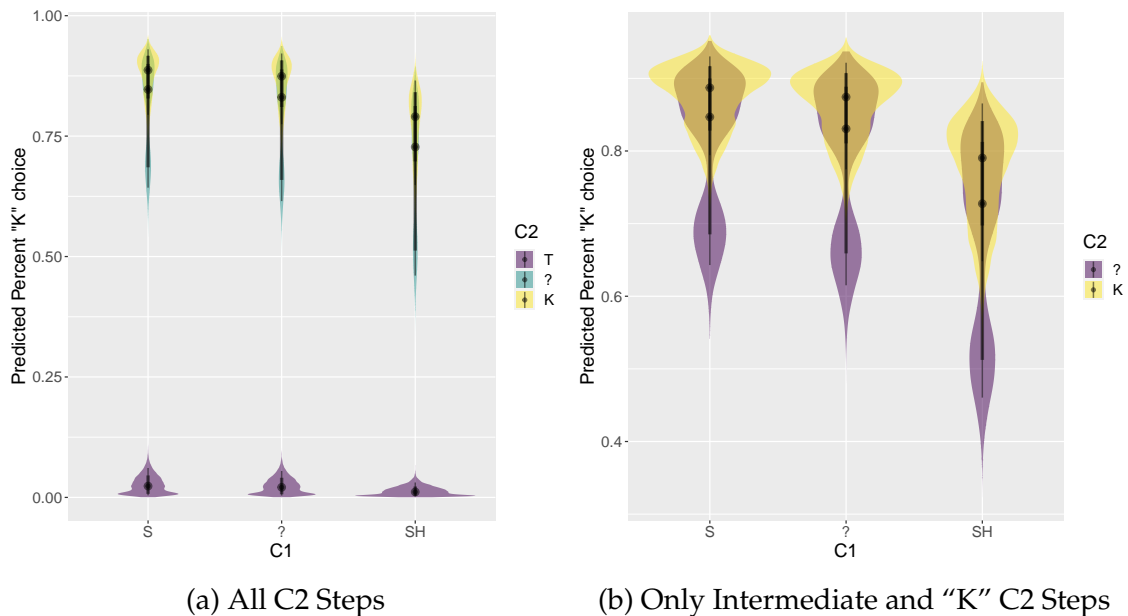 1.00
0.75
0.50
0.25
0.00
Predicted Percent "K" choice
S ? SH
C1
C2
T
?
K
(a) All C2 Steps
0.8
0.6
0.4
Predicted Percent "K" choice
S ? SH
C1
C2
?
K
(b) Only Intermediate and “K” C2 Steps